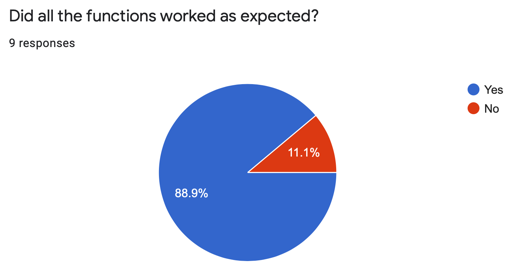 Did all the functions worked as expected?
9 responses
Yes
No
11.1%
88.9%